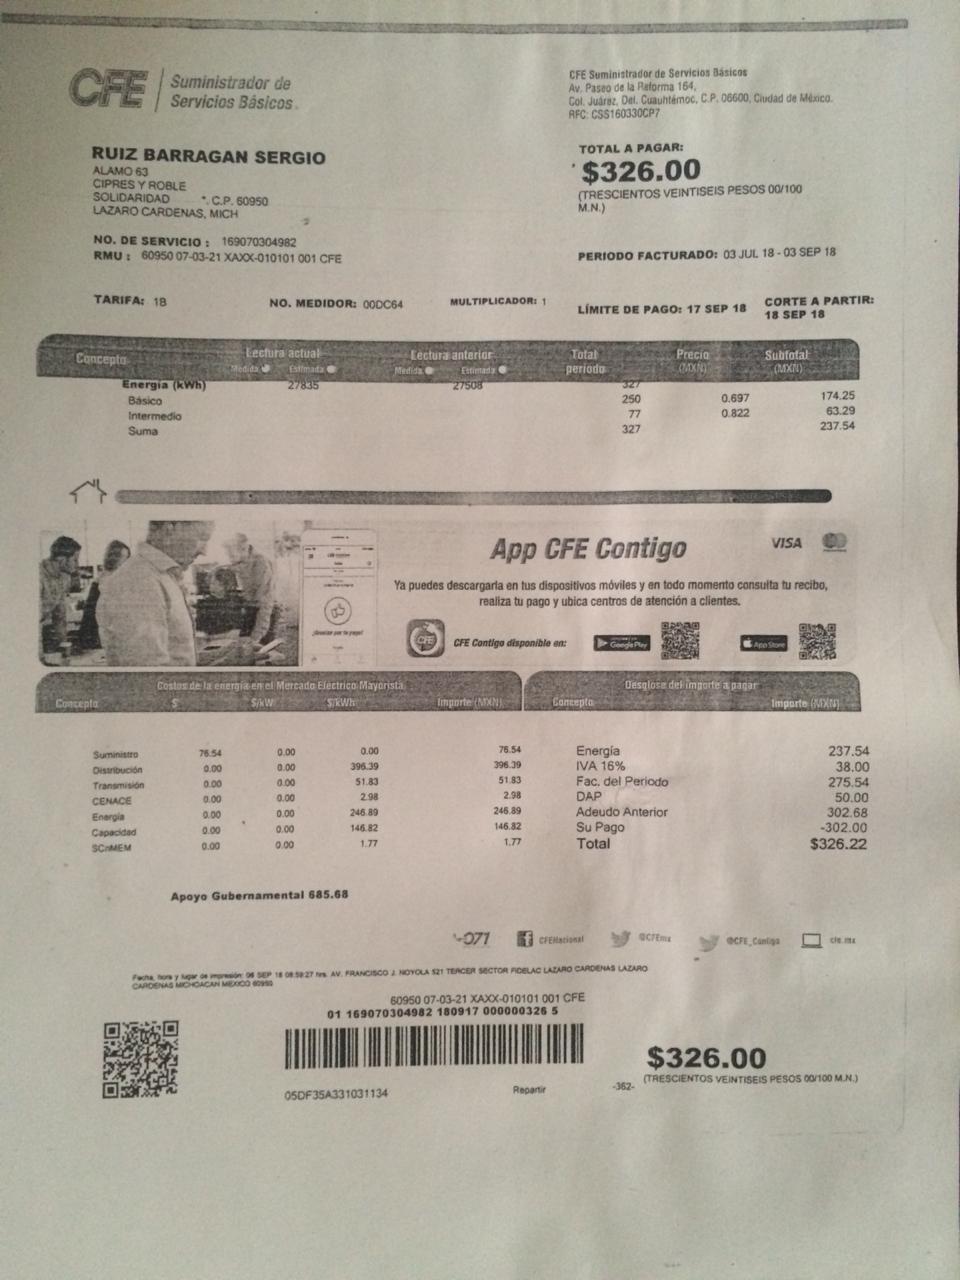 CFE Suministrador de
Servicios Básicos
CFE Suministrador de Servicios Básicos
Av. Paseo de la Reforma 164,
Col. Juárez, Del. Cuauhtémoc, C.P. 06600, Ciudad de México.
RFC: CSS160330CP7
RUIZ BARRAGAN SERGIO
ALAMO 63
CIPRES Y ROBLE
SOLIDARIDAD C.P. 60950
LAZARO CARDENAS, MICH
TOTAL A PAGAR:
$326.00
(TRESCIENTOS VEINTISEIS PESOS 00/100
M.N.)
NO. DE SERVICIO : 169070304982
RMU : 60950 07-03-21 XAXX-010101 001 CFE
PERIODO FACTURADO: 03 JUL 18 - 03 SEP 18
TARIFA: 1B NO. MEDIDOR: 00DC64 MULTIPLICADOR: 1
LÍMITE DE PAGO: 17 SEP 18 CORTE A PARTIR:
18 SEP 18
Concepto Lectura actual Lectura anterior Total Precio Subtotal
Medida Estimada Medida Estimada periodo (MXN) (MXN)
Energía (kWh) 27835 27508 327
Básico 250 0.697 174.25
Intermedio 77 0.822 63.29
Suma 327 237.54
App CFE Contigo VISA
Ya puedes descargarla en tus dispositivos móviles y en todo momento consulta tu recibo,
realiza tu pago y ubica centros de atención a clientes.
CFE CFE Contigo disponible en: Google Play App Store
Costos de la energía en el Mercado Eléctrico Mayorista
Concepto $ $/kW $/kWh Importe (MXN)
Suministro 76.54 0.00 0.00 76.54
Distribución 0.00 0.00 396.39 396.39
Transmisión 0.00 0.00 51.83 51.83
CENACE 0.00 0.00 2.98 2.98
Energía 0.00 0.00 246.89 246.89
Capacidad 0.00 0.00 146.82 146.82
SCnMEM 0.00 0.00 1.77 1.77
Desglose del importe a pagar
Concepto Importe (MXN)
Energía 237.54
IVA 16% 38.00
Fac. del Periodo 275.54
DAP 50.00
Adeudo Anterior 302.68
Su Pago -302.00
Total $326.22
Apoyo Gubernamental 685.68
071 CFENacional @CFEmx @CFE_Contigo cfe.mx
Fecha, hora y lugar de impresión: 06 SEP 18 08:59:27 hrs. AV. FRANCISCO J. NOYOLA 521 TERCER SECTOR FIDELAC LAZARO CARDENAS LAZARO
CARDENAS MICHOACAN MEXICO 60950
60950 07-03-21 XAXX-010101 001 CFE
01 169070304982 180917 000000326 5
05DF35A331031134 Repartir -362-
$326.00
(TRESCIENTOS VEINTISEIS PESOS 00/100 M.N.)